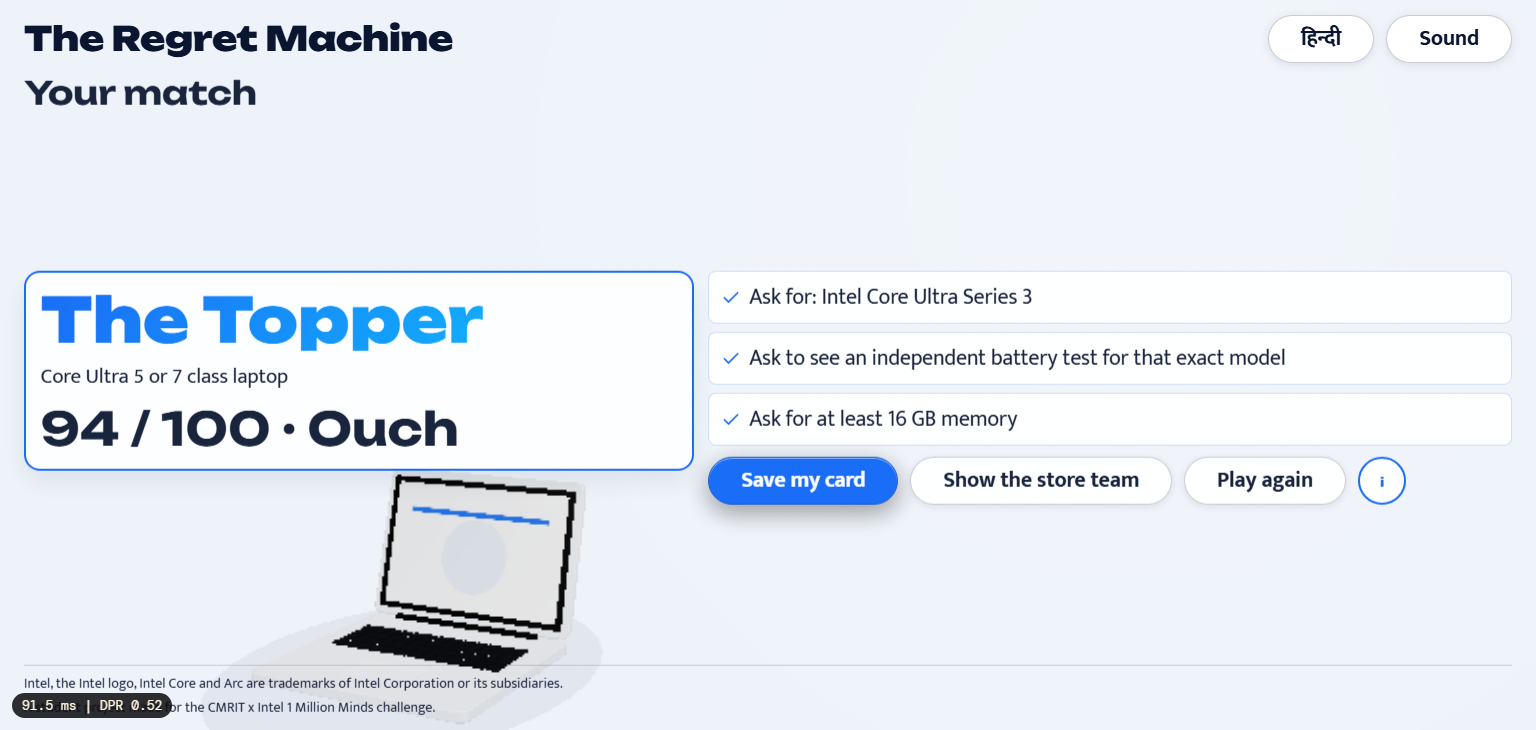 The Regret Machine
हिन्दी
Sound
Your match
The Topper
Core Ultra 5 or 7 class laptop
94 / 100 · Ouch
Ask for: Intel Core Ultra Series 3
Ask to see an independent battery test for that exact model
Ask for at least 16 GB memory
Save my card
Show the store team
Play again
i
Intel, the Intel logo, Intel Core and Arc are trademarks of Intel Corporation or its subsidiaries.
91.5 ms | DPR 0.52
for the CMRIT x Intel 1 Million Minds challenge.